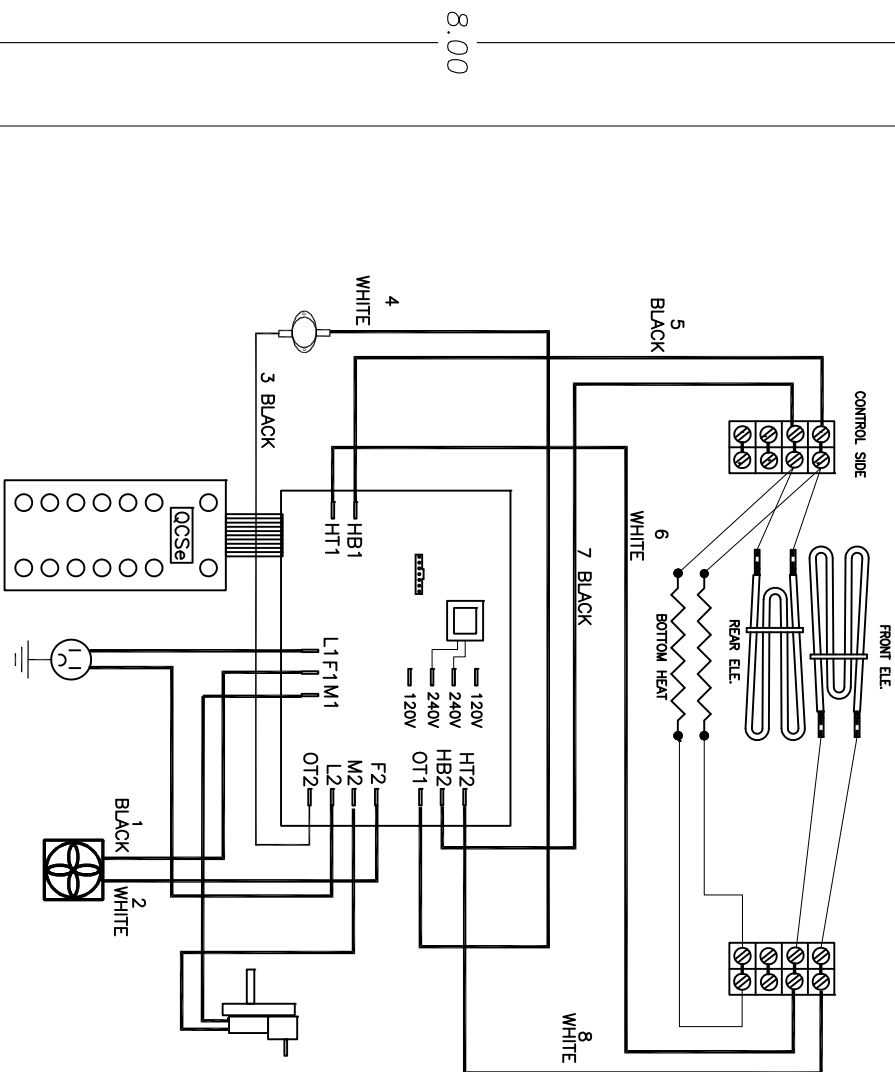 8.00
4
WHITE
5
BLACK
3 BLACK
CONTROL SIDE
6
WHITE
7 BLACK
QCSe
HT1
HB1
FRONT ELE.
REAR ELE.
BOTTOM HEAT
L1
F1
M1
120V
240V
240V
120V
OT2
L2
M2
F2
OT1
HB2
HT2
1
BLACK
2
WHITE
8
WHITE